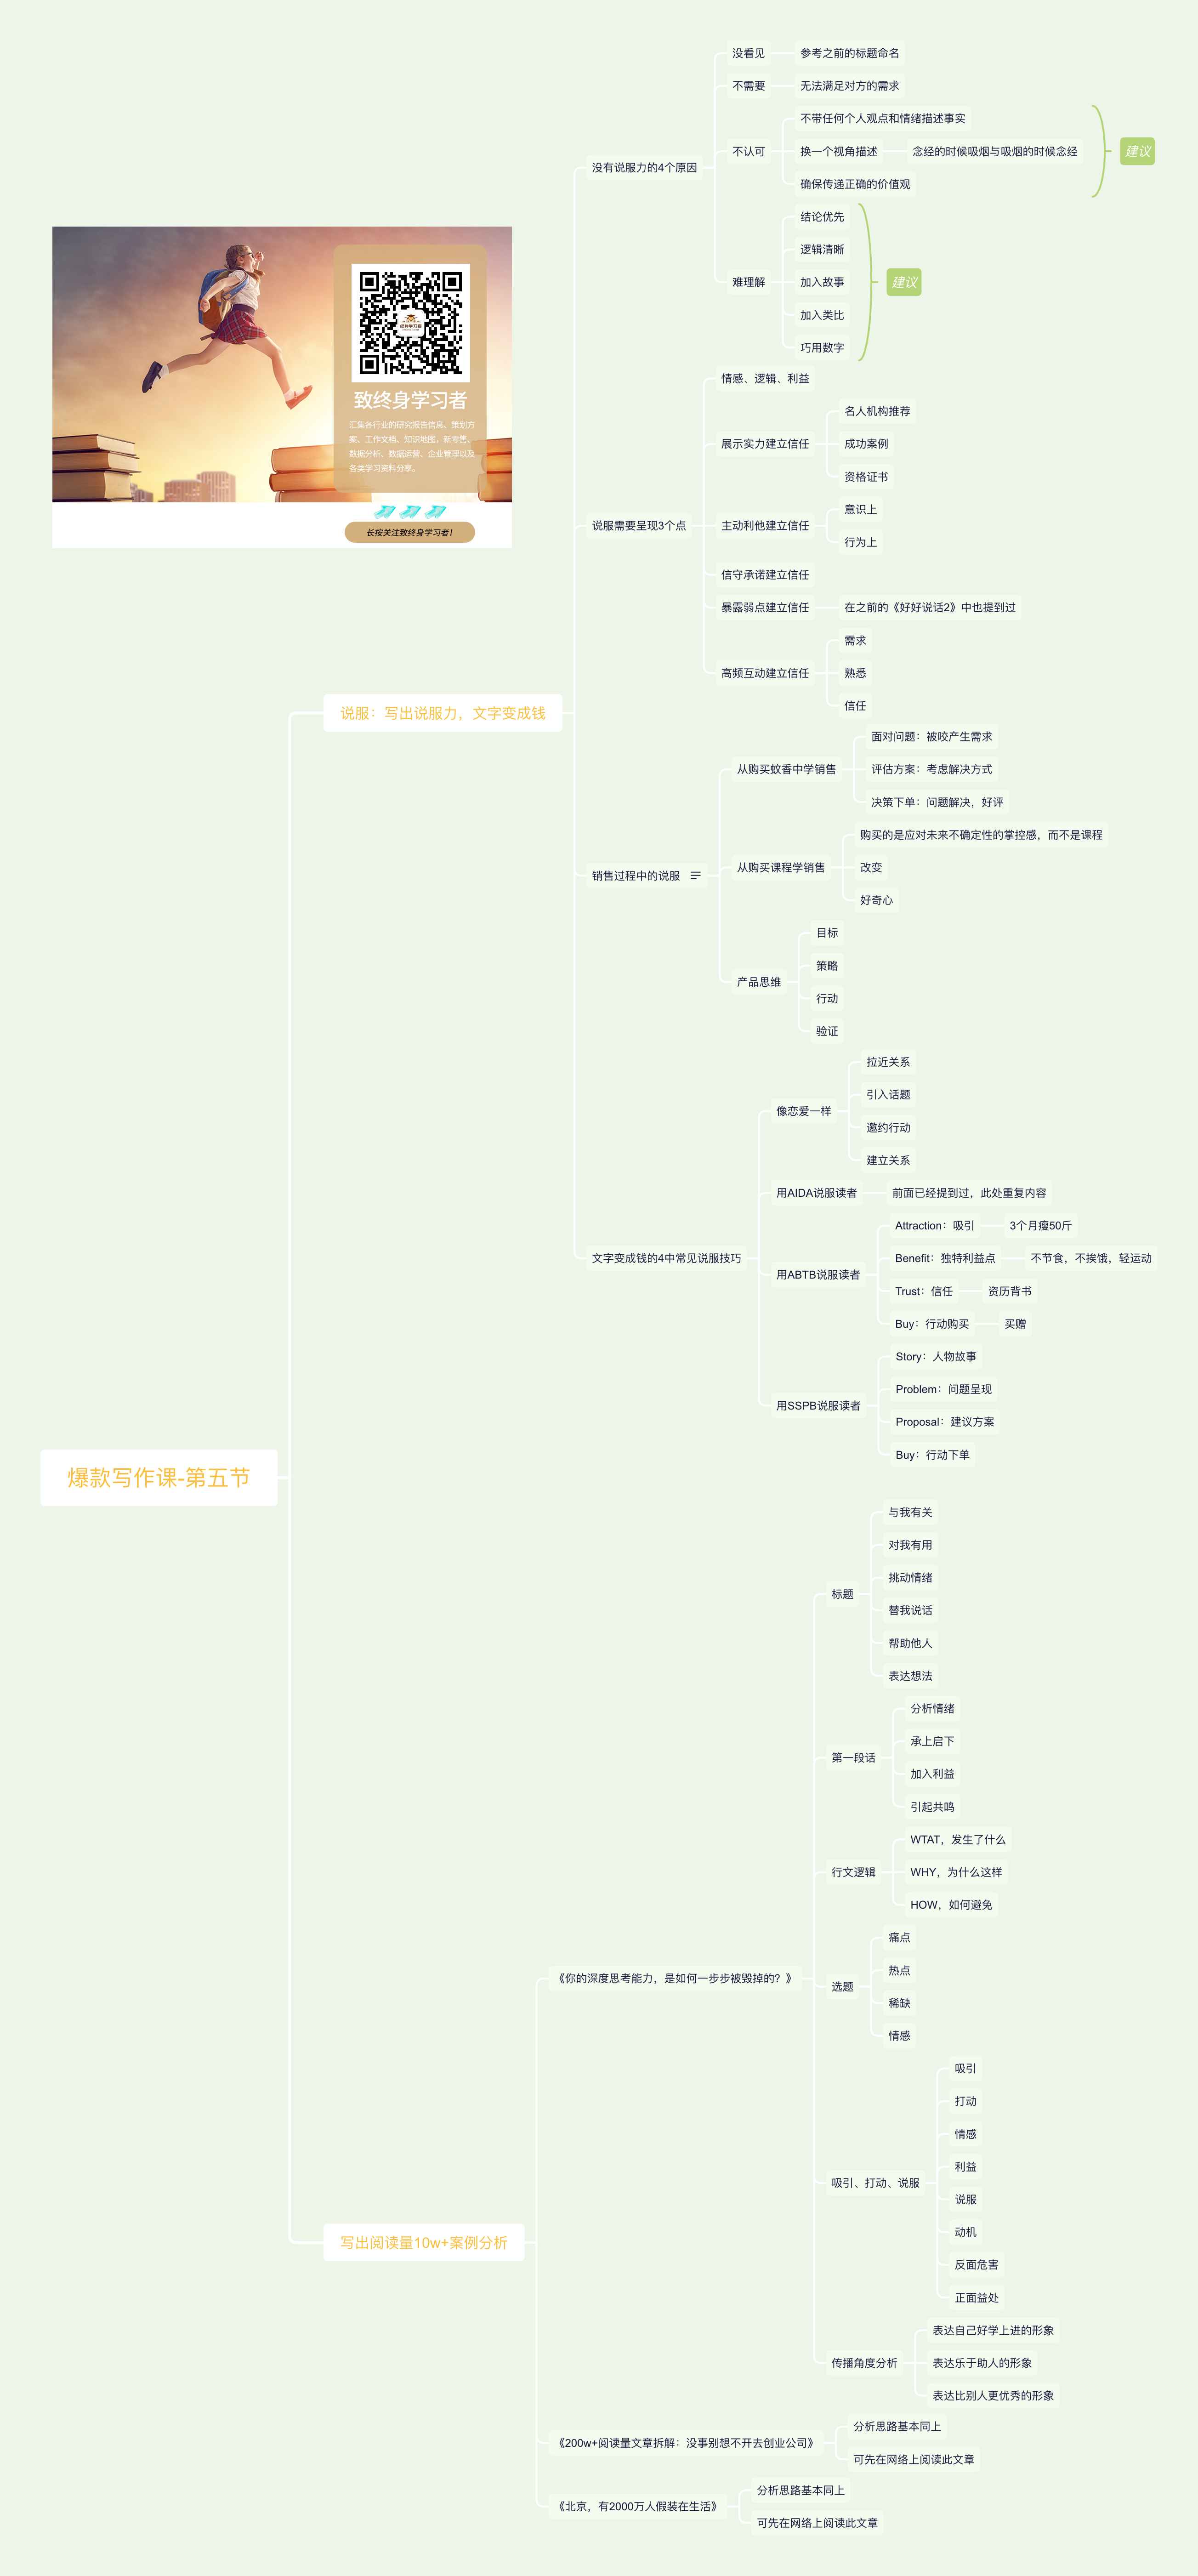 没看见
参考之前的标题命名
不需要
无法满足对方的需求
不认可
不带任何个人观点和情绪描述事实
换一个视角描述
念经的时候吸烟与吸烟的时候念经
确保传递正确的价值观
建议
没有说服力的4个原因
难理解
结论优先
逻辑清晰
加入故事
加入类比
巧用数字
建议
致终身学习者
汇集各行业的研究报告信息、策划方
案、工作文档、知识地图，新零售、
数据分析、数据运营、企业管理以及
各类学习资料分享。
长按关注致终身学习者！
说服需要呈现3个点
情感、逻辑、利益
展示实力建立信任
名人机构推荐
成功案例
资格证书
主动利他建立信任
意识上
行为上
信守承诺建立信任
暴露弱点建立信任
在之前的《好好说话2》中也提到过
高频互动建立信任
需求
熟悉
信任
说服：写出说服力，文字变成钱
销售过程中的说服
从购买蚊香中学销售
面对问题：被咬产生需求
评估方案：考虑解决方式
决策下单：问题解决，好评
从购买课程学销售
购买的是应对未来不确定性的掌控感，而不是课程
改变
好奇心
产品思维
目标
策略
行动
验证
文字变成钱的4中常见说服技巧
像恋爱一样
拉近关系
引入话题
邀约行动
建立关系
用AIDA说服读者
前面已经提到过，此处重复内容
用ABTB说服读者
Attraction：吸引
3个月瘦50斤
Benefit：独特利益点
不节食，不挨饿，轻运动
Trust：信任
资历背书
Buy：行动购买
买赠
用SSPB说服读者
Story：人物故事
Problem：问题呈现
Proposal：建议方案
Buy：行动下单
爆款写作课-第五节
写出阅读量10w+案例分析
《你的深度思考能力，是如何一步步被毁掉的？》
标题
与我有关
对我有用
挑动情绪
替我说话
帮助他人
表达想法
第一段话
分析情绪
承上启下
加入利益
引起共鸣
行文逻辑
WTAT，发生了什么
WHY，为什么这样
HOW，如何避免
选题
痛点
热点
稀缺
情感
吸引、打动、说服
吸引
打动
情感
利益
说服
动机
反面危害
正面益处
传播角度分析
表达自己好学上进的形象
表达乐于助人的形象
表达比别人更优秀的形象
《200w+阅读量文章拆解：没事别想不开去创业公司》
分析思路基本同上
可先在网络上阅读此文章
《北京，有2000万人假装在生活》
分析思路基本同上
可先在网络上阅读此文章